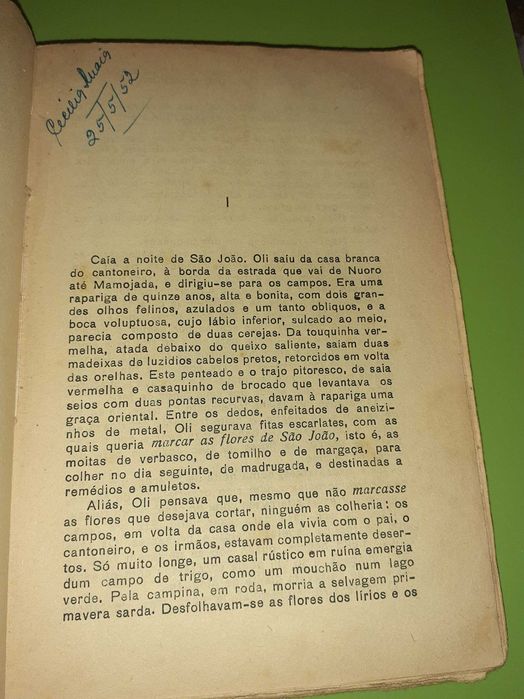 Cecilia
25/5/52
I
Caía a noite de São João. Oli saíu da casa branca
do cantoneiro, à borda da estrada que vai de Nuoro
até Mamojada, e dirigiu-se para os campos. Era uma
rapariga de quinze anos, alta e bonita, com dois gran-
des olhos felinos, azulados e um tanto oblíquos, e a
boca voluptuosa, cujo lábio inferior, sulcado ao meio,
parecia composto de duas cerejas. Da touquinha ver-
melha, atada debaixo do queixo saliente, saíam duas
madeixas de luzidios cabelos pretos, retorcidos em volta
das orelhas. Este penteado e o trajo pitoresco, de saia
vermelha e casaquinho de brocado que levantava os
seios com duas pontas recurvas, davam à rapariga uma
graça oriental. Entre os dedos, enfeitados de aneizi-
nhos de metal, Oli segurava fitas escarlates, com as
quais queria marcar as flores de São João, isto é, as
moitas de verbasco, de tomilho e de margaça, para
colher no dia seguinte, de madrugada, e destinadas a
remédios e amuletos.
Aliás, Oli pensava que, mesmo que não marcasse
as flores que desejava cortar, ninguém as colheria: os
campos, em volta da casa onde ela vivia com o pai, o
cantoneiro, e os irmãos, estavam completamente deser-
tos. Só muito longe, um casal rústico em ruína emergia
dum campo de trigo, como um mouchão num lago
verde. Pela campina, em roda, morria a selvagem pri-
mavera sarda. Desfolhavam-se as flores dos lírios e os